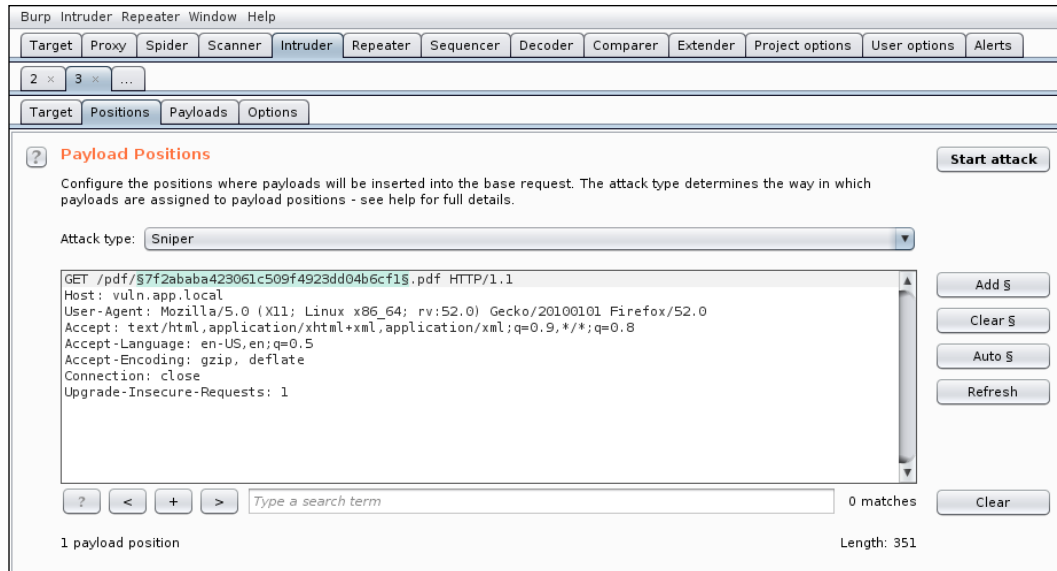 Burp Intruder Repeater Window Help
Target Proxy Spider Scanner Intruder Repeater Sequencer Decoder Comparer Extender Project options User options Alerts
2 × 3 × ...
Target Positions Payloads Options
? Payload Positions
Start attack
Configure the positions where payloads will be inserted into the base request. The attack type determines the way in which
payloads are assigned to payload positions - see help for full details.
Attack type: Sniper
GET /pdf/§7f2ababa423061c509f4923dd04b6cf1§.pdf HTTP/1.1
Host: vuln.app.local
User-Agent: Mozilla/5.0 (X11; Linux x86_64; rv:52.0) Gecko/20100101 Firefox/52.0
Accept: text/html,application/xhtml+xml,application/xml;q=0.9,*/*;q=0.8
Accept-Language: en-US,en;q=0.5
Accept-Encoding: gzip, deflate
Connection: close
Upgrade-Insecure-Requests: 1
Add §
Clear §
Auto §
Refresh
? < + > Type a search term 0 matches Clear
1 payload position Length: 351